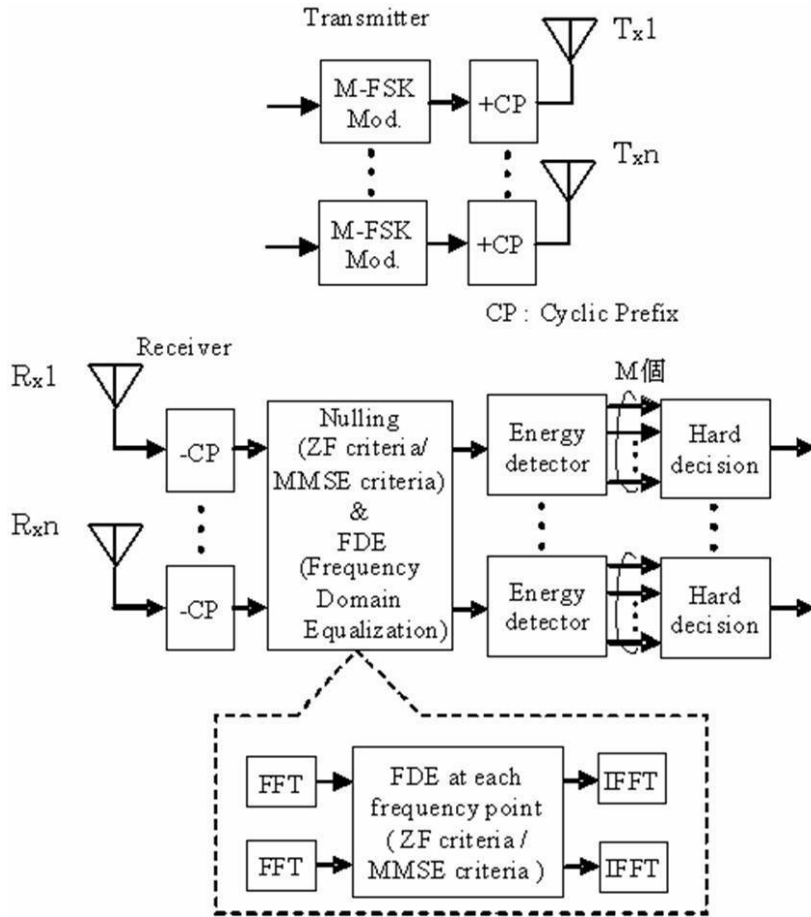 Transmitter
Tx1
M-FSK
Mod.
+CP
Txn
M-FSK
Mod.
+CP
CP : Cyclic Prefix
Receiver
Rx1
M個
-CP
Nulling
(ZF criteria/
MMSE criteria)
&
FDE
(Frequency
Domain
Equalization)
Energy
detector
Hard
decision
Rxn
-CP
Energy
detector
Hard
decision
FFT
FDE at each
frequency point
( ZF criteria /
MMSE criteria )
IFFT
FFT
IFFT